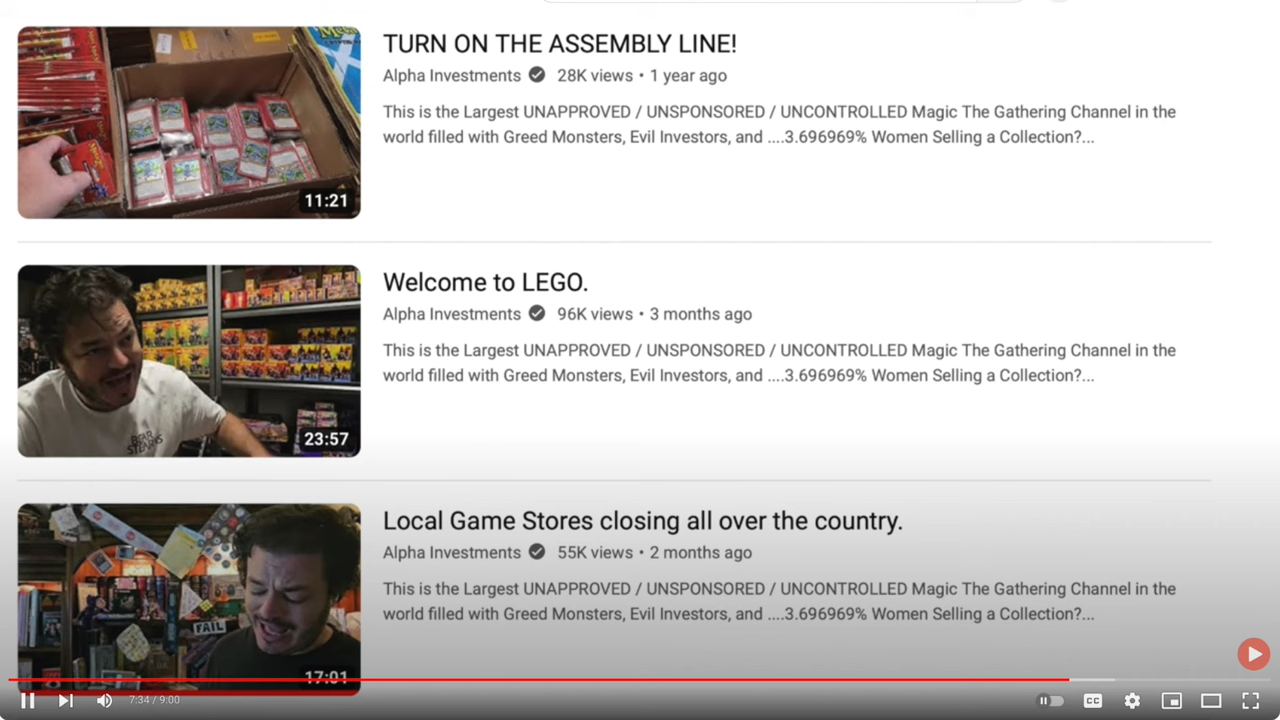 TURN ON THE ASSEMBLY LINE!
Alpha Investments 28K views • 1 year ago
This is the Largest UNAPPROVED / UNSPONSORED / UNCONTROLLED Magic The Gathering Channel in the
world filled with Greed Monsters, Evil Investors, and ....3.696969% Women Selling a Collection?...
11:21
Welcome to LEGO.
Alpha Investments 96K views • 3 months ago
This is the Largest UNAPPROVED / UNSPONSORED / UNCONTROLLED Magic The Gathering Channel in the
world filled with Greed Monsters, Evil Investors, and ....3.696969% Women Selling a Collection?...
BEAR
STEARNS
23:57
Local Game Stores closing all over the country.
Alpha Investments 55K views • 2 months ago
This is the Largest UNAPPROVED / UNSPONSORED / UNCONTROLLED Magic The Gathering Channel in the
world filled with Greed Monsters, Evil Investors, and ....3.696969% Women Selling a Collection?...
FAIL
17:01
7:34 / 9:00
CC